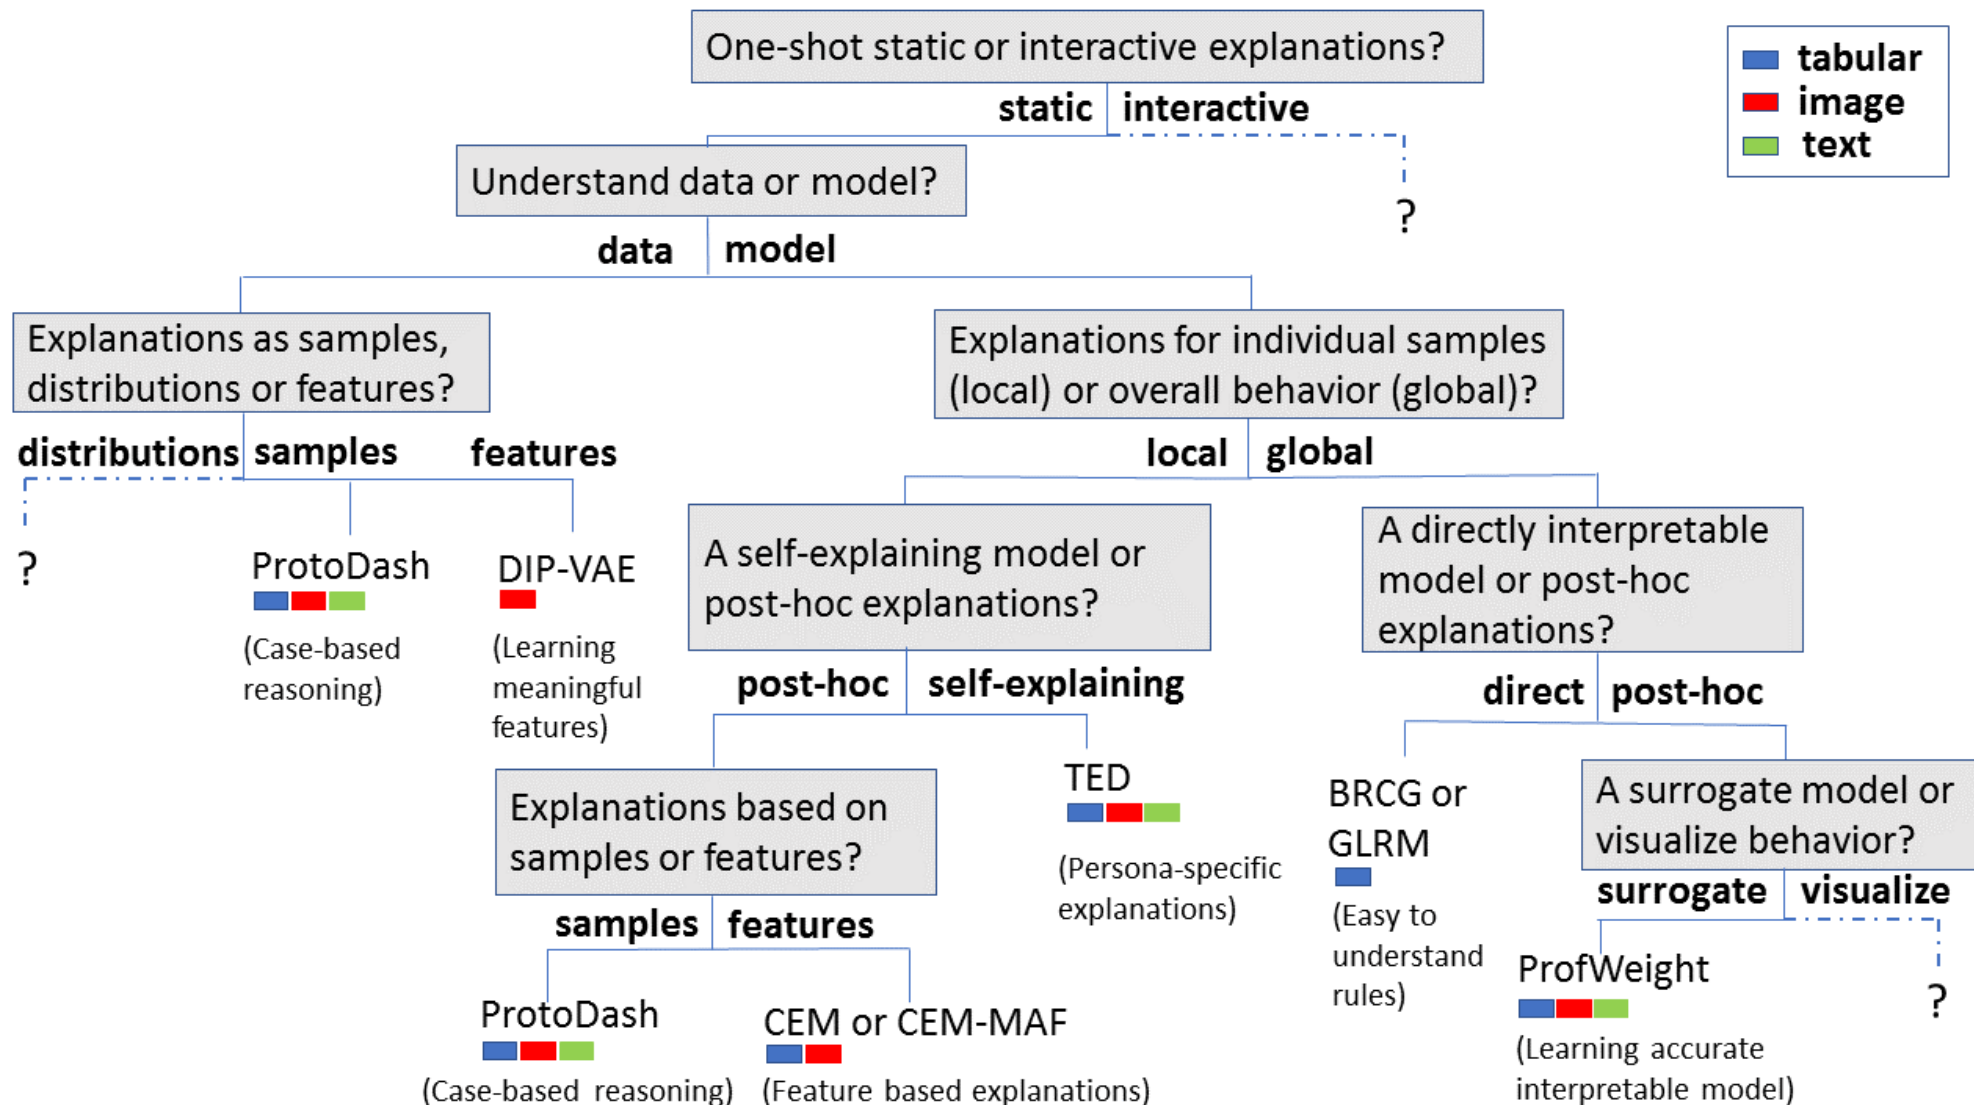 One-shot static or interactive explanations?
tabular
image
text
static interactive
Understand data or model?
?
data model
Explanations as samples,
distributions or features?
Explanations for individual samples
(local) or overall behavior (global)?
distributions samples features
local global
?
ProtoDash
(Case-based
reasoning)
DIP-VAE
(Learning
meaningful
features)
A self-explaining model or
post-hoc explanations?
A directly interpretable
model or post-hoc
explanations?
post-hoc self-explaining
direct post-hoc
Explanations based on
samples or features?
TED
(Persona-specific
explanations)
BRCG or
GLRM
(Easy to
understand
rules)
A surrogate model or
visualize behavior?
samples features
surrogate visualize
ProtoDash
(Case-based reasoning)
CEM or CEM-MAF
(Feature based explanations)
ProfWeight
(Learning accurate
interpretable model)
?